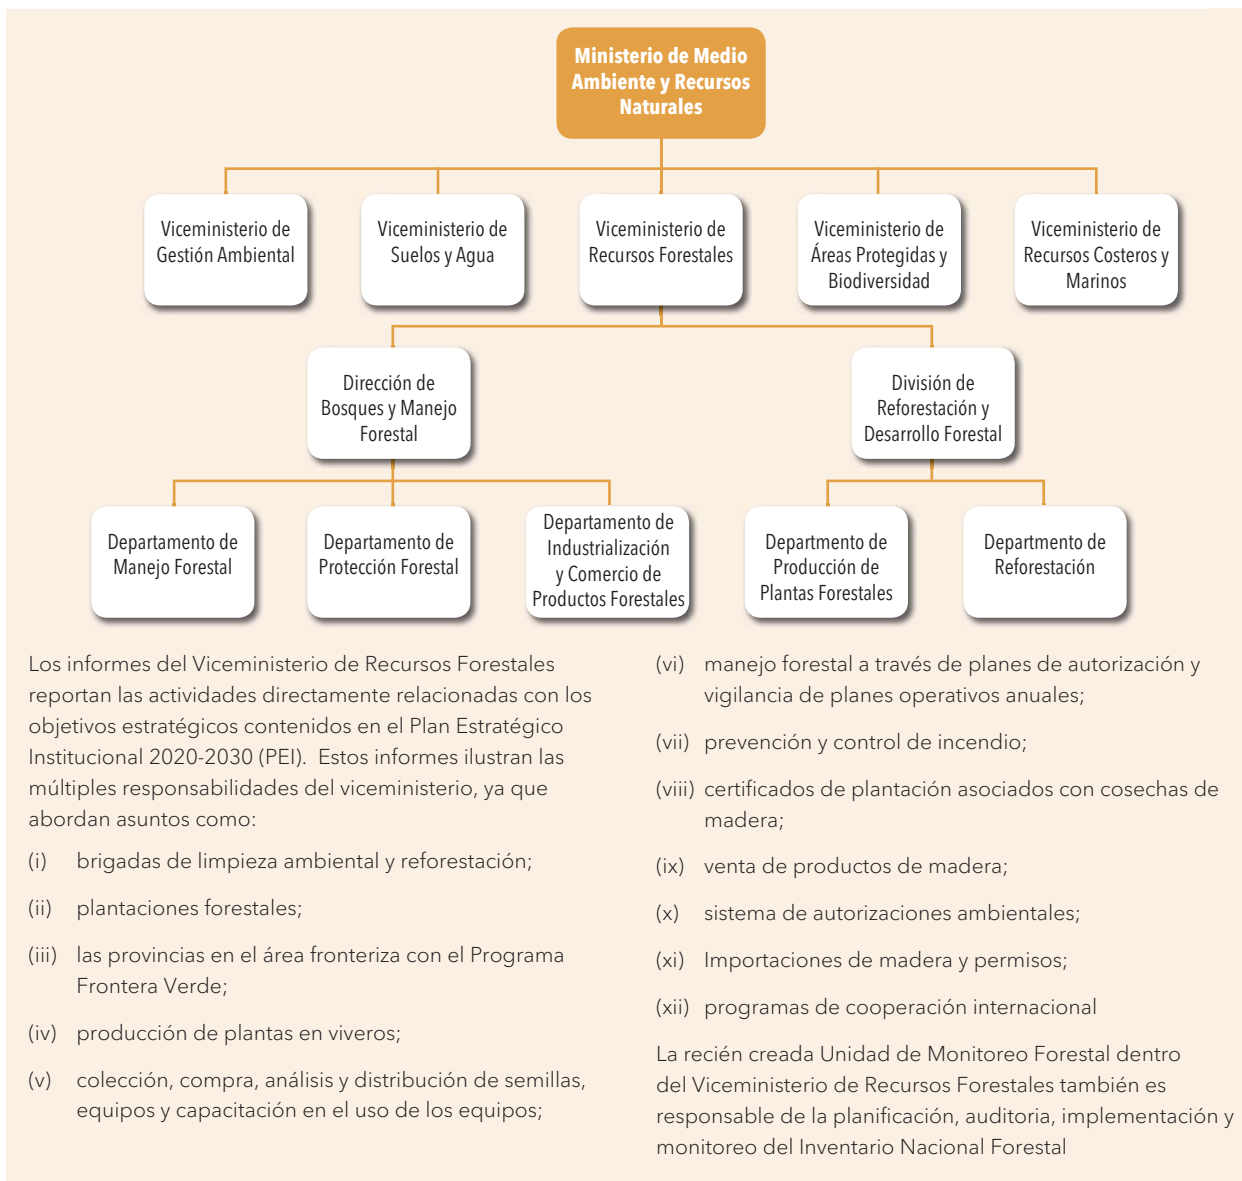 Ministerio de Medio
Ambiente y Recursos
Naturales
Viceministerio de
Gestión Ambiental
Viceministerio de
Suelos y Agua
Viceministerio de
Recursos Forestales
Viceministerio de
Áreas Protegidas y
Biodiversidad
Viceministerio de
Recursos Costeros y
Marinos
Dirección de
Bosques y Manejo
Forestal
División de
Reforestación y
Desarrollo Forestal
Departamento de
Manejo Forestal
Departamento de
Protección Forestal
Departamento de
Industrialización
y Comercio de
Productos Forestales
Departmento de
Producción de
Plantas Forestales
Departmento de
Reforestación
Los informes del Viceministerio de Recursos Forestales
reportan las actividades directamente relacionadas con los
objetivos estratégicos contenidos en el Plan Estratégico
Institucional 2020-2030 (PEI).  Estos informes ilustran las
múltiples responsabilidades del viceministerio, ya que
abordan asuntos como:
(i) brigadas de limpieza ambiental y reforestación;
(ii) plantaciones forestales;
(iii) las provincias en el área fronteriza con el Programa
Frontera Verde;
(iv) producción de plantas en viveros;
(v) colección, compra, análisis y distribución de semillas,
equipos y capacitación en el uso de los equipos;
(vi) manejo forestal a través de planes de autorización y
vigilancia de planes operativos anuales;
(vii) prevención y control de incendio;
(viii) certificados de plantación asociados con cosechas de
madera;
(ix) venta de productos de madera;
(x) sistema de autorizaciones ambientales;
(xi) Importaciones de madera y permisos;
(xii) programas de cooperación internacional
La recién creada Unidad de Monitoreo Forestal dentro
del Viceministerio de Recursos Forestales también es
responsable de la planificación, auditoria, implementación y
monitoreo del Inventario Nacional Forestal